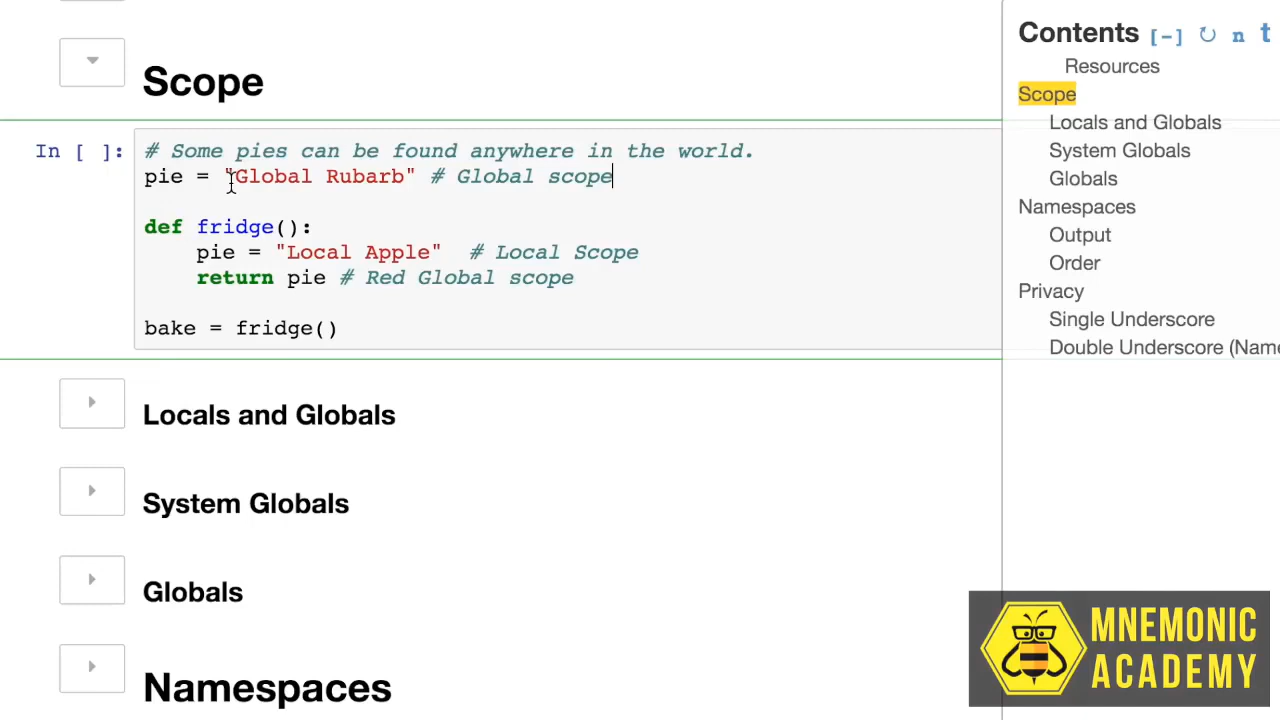 Scope
In [ ]:
# Some pies can be found anywhere in the world.
pie = "Global Rubarb" # Global scope
def fridge():
pie = "Local Apple" # Local Scope
return pie # Red Global scope
bake = fridge()
Locals and Globals
System Globals
Globals
Namespaces
Contents [-] ↻ n t
Resources
Scope
Locals and Globals
System Globals
Globals
Namespaces
Output
Order
Privacy
Single Underscore
Double Underscore (Name
MNEMONIC
ACADEMY